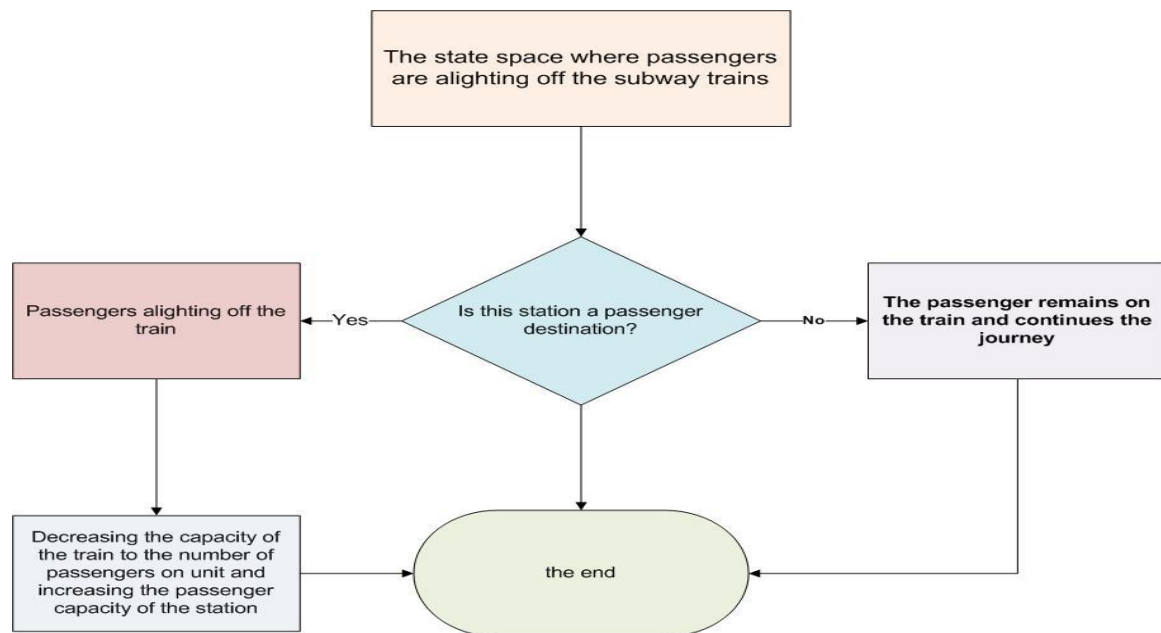 The state space where passengers
are alighting off the subway trains
Passengers alighting off the
train
Yes
Is this station a passenger
destination?
No
The passenger remains on
the train and continues the
journey
Decreasing the capacity of
the train to the number of
passengers on unit and
increasing the passenger
capacity of the station
the end